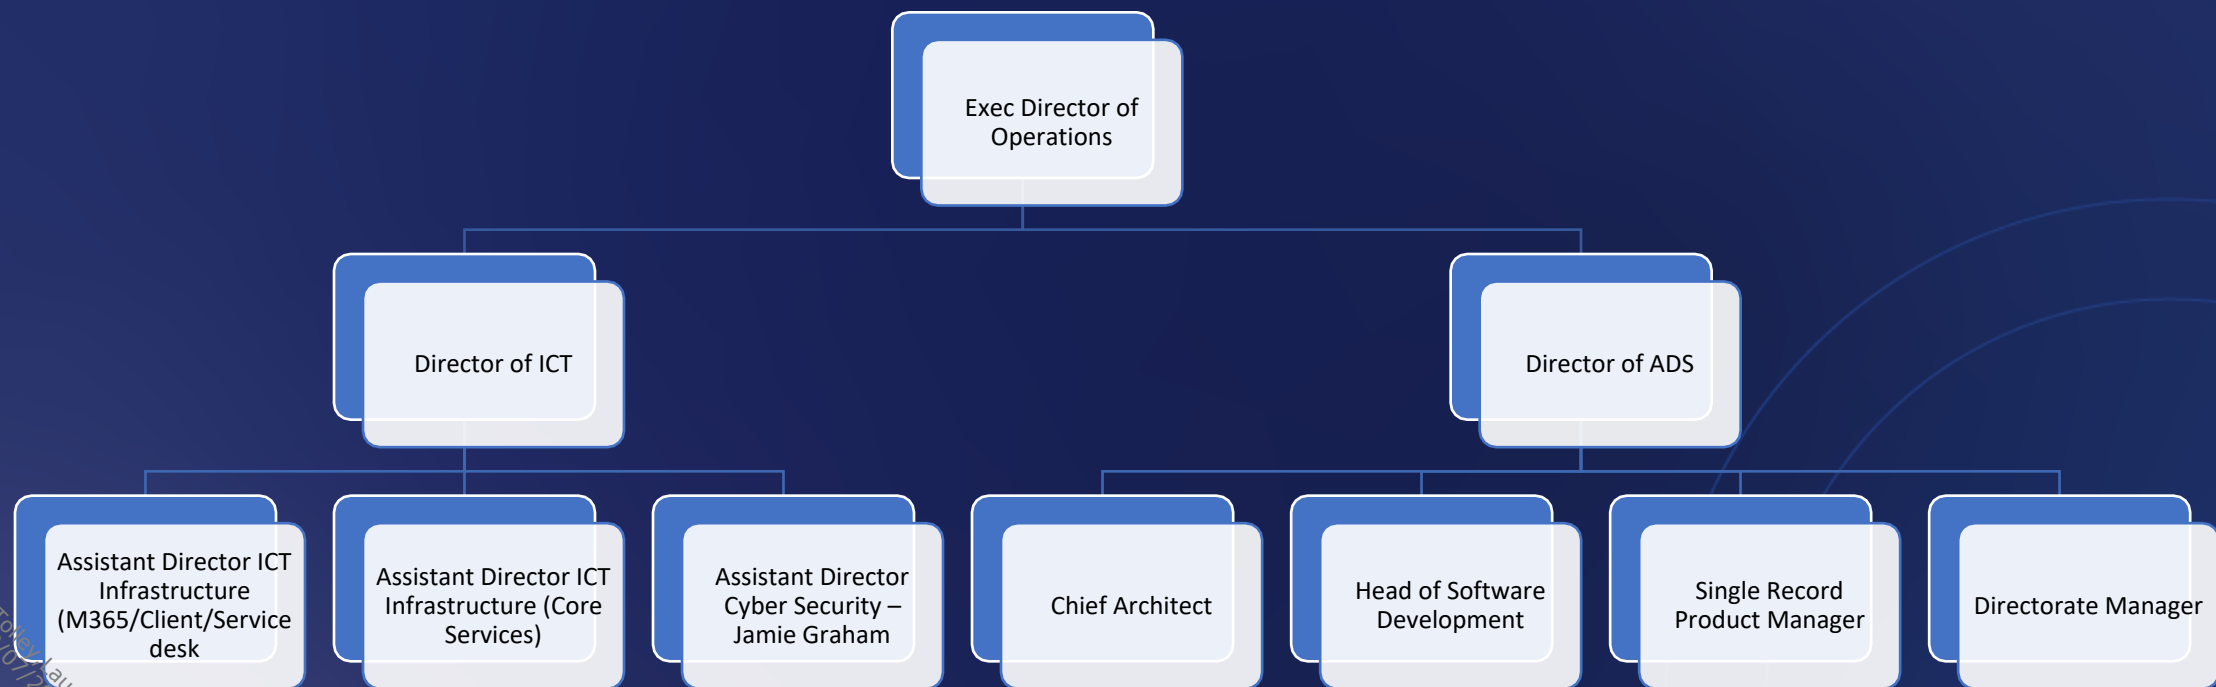 Exec Director of
Operations
Director of ICT
Director of ADS
Assistant Director ICT
Infrastructure
(M365/Client/Service
desk
Assistant Director ICT
Infrastructure (Core
Services)
Assistant Director
Cyber Security –
Jamie Graham
Chief Architect
Head of Software
Development
Single Record
Product Manager
Directorate Manager